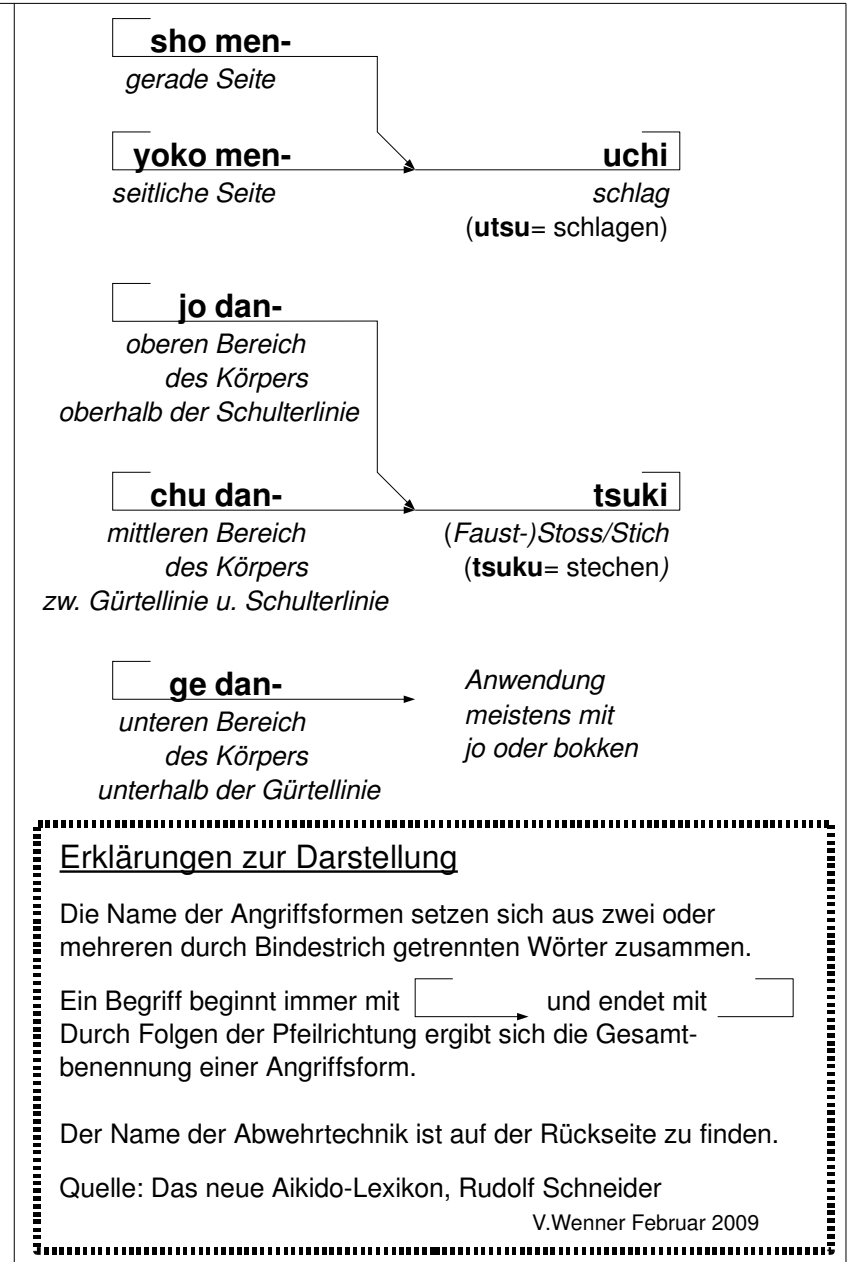 sho men-
gerade Seite
yoko men- uchi
seitliche Seite schlag
(utsu= schlagen)
jo dan-
oberen Bereich
des Körpers
oberhalb der Schulterlinie
chu dan- tsuki
mittleren Bereich (Faust-)Stoss/Stich
des Körpers (tsuku= stechen)
zw. Gürtellinie u. Schulterlinie
ge dan- Anwendung
unteren Bereich meistens mit
des Körpers jo oder bokken
unterhalb der Gürtellinie
Erklärungen zur Darstellung
Die Name der Angriffsformen setzen sich aus zwei oder
mehreren durch Bindestrich getrennten Wörter zusammen.
Ein Begriff beginnt immer mit und endet mit
Durch Folgen der Pfeilrichtung ergibt sich die Gesamt-
benennung einer Angriffsform.
Der Name der Abwehrtechnik ist auf der Rückseite zu finden.
Quelle: Das neue Aikido-Lexikon, Rudolf Schneider
V.Wenner Februar 2009